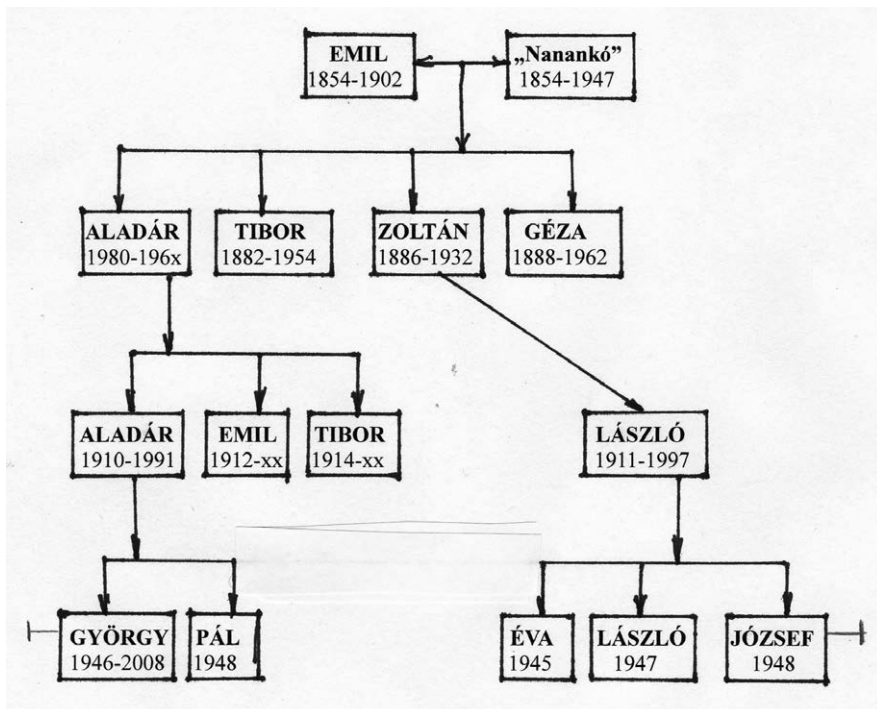 EMIL
1854-1902
„Nanankó”
1854-1947
ALADÁR
1980-196x
TIBOR
1882-1954
ZOLTÁN
1886-1932
GÉZA
1888-1962
ALADÁR
1910-1991
EMIL
1912-xx
TIBOR
1914-xx
LÁSZLÓ
1911-1997
GYÖRGY
1946-2008
PÁL
1948
ÉVA
1945
LÁSZLÓ
1947
JÓZSEF
1948